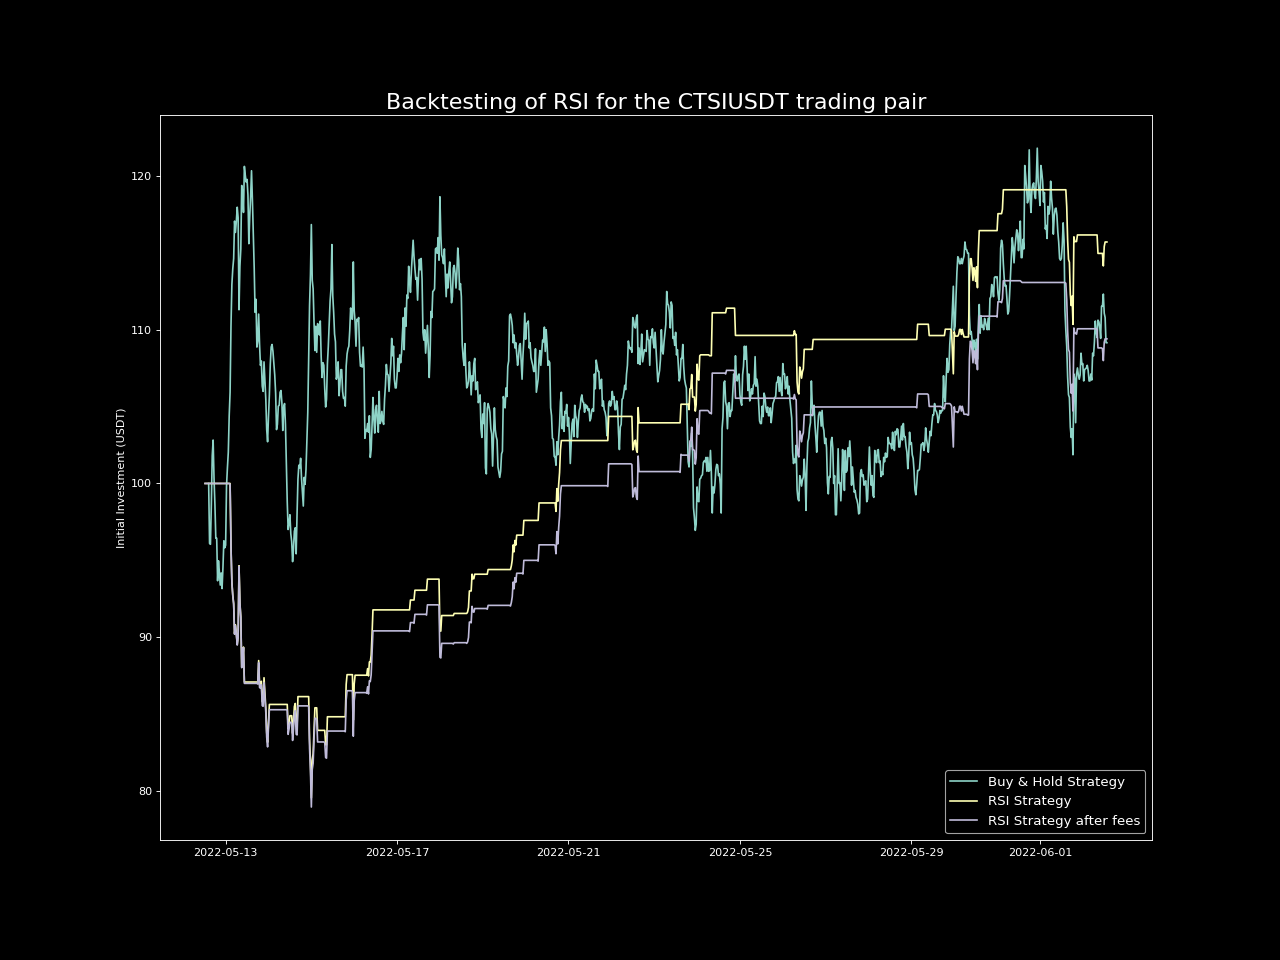 Backtesting of RSI for the CTSIUSDT trading pair
Initial Investment (USDT)
120
110
100
90
80
2022-05-13
2022-05-17
2022-05-21
2022-05-25
2022-05-29
2022-06-01
Buy & Hold Strategy
RSI Strategy
RSI Strategy after fees